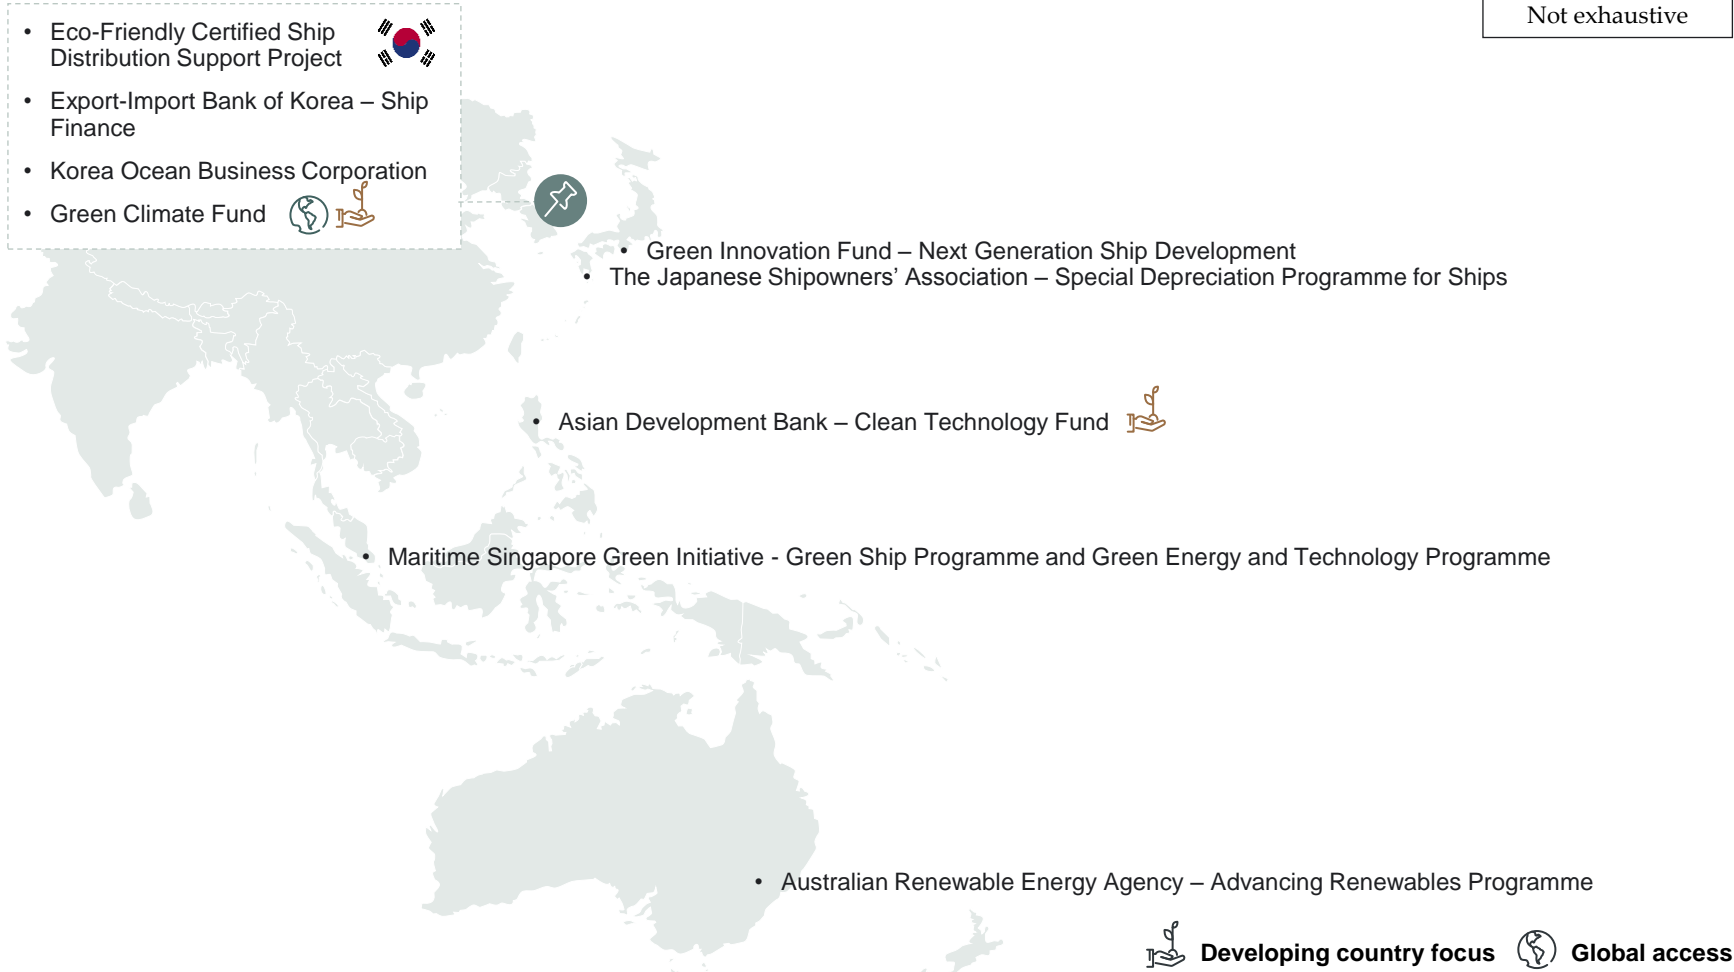 Not exhaustive
• Eco-Friendly Certified Ship
Distribution Support Project
• Export-Import Bank of Korea – Ship
Finance
• Korea Ocean Business Corporation
• Green Climate Fund
• Green Innovation Fund – Next Generation Ship Development
• The Japanese Shipowners’ Association – Special Depreciation Programme for Ships
• Asian Development Bank – Clean Technology Fund
• Maritime Singapore Green Initiative - Green Ship Programme and Green Energy and Technology Programme
• Australian Renewable Energy Agency – Advancing Renewables Programme
Developing country focus Global access